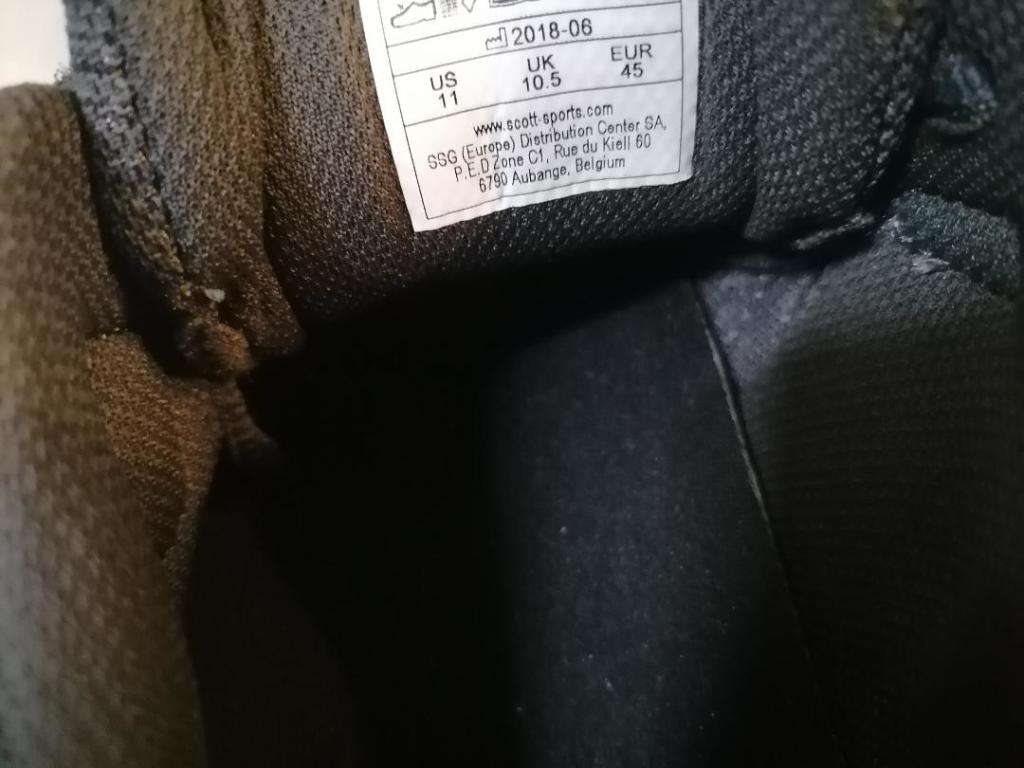 2018-06
US UK EUR
11 10.5 45
www.scott-sports.com
SSG (Europe) Distribution Center SA,
P.E.D Zone C1, Rue du Kiell 60
6790 Aubange, Belgium